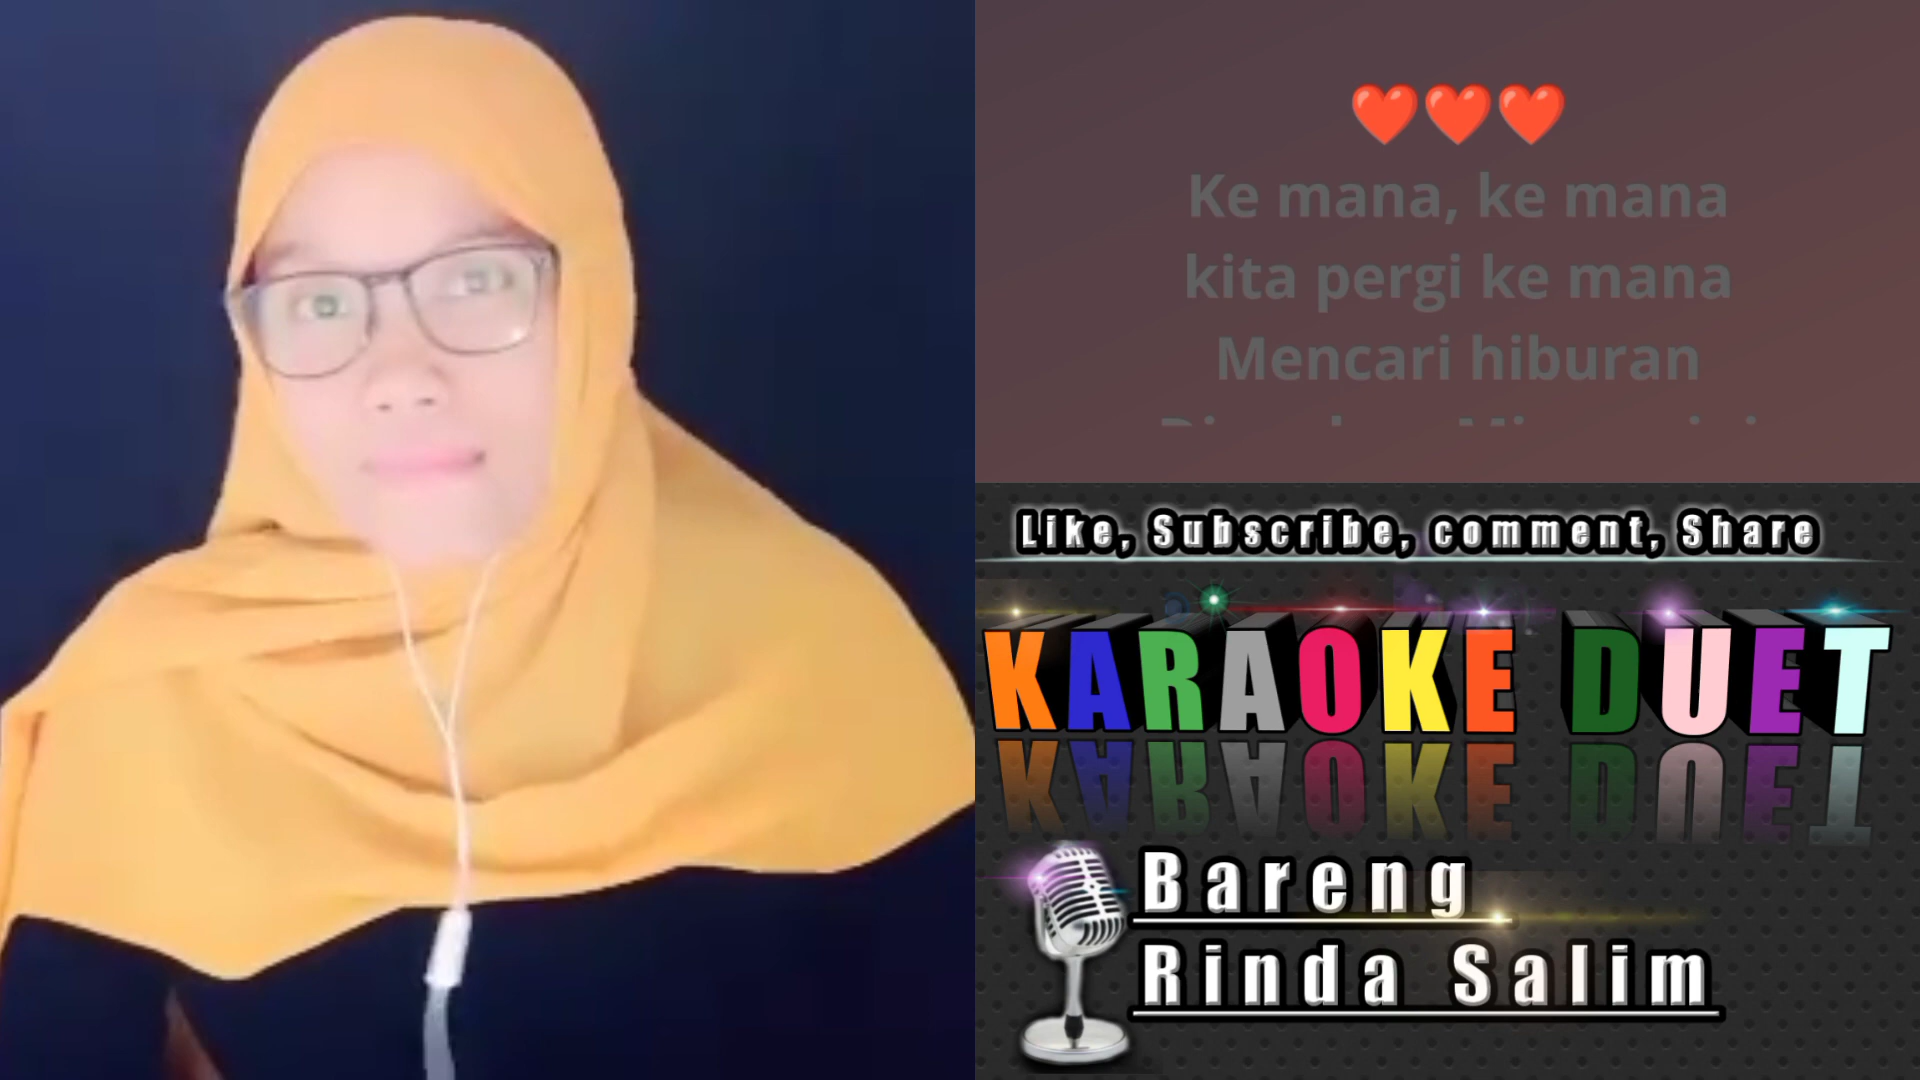 ❤️❤️❤️
Ke mana, ke mana
kita pergi ke mana
Mencari hiburan
Like, Subscribe, comment, Share
KARAOKE DUET
Bareng
Rinda Salim